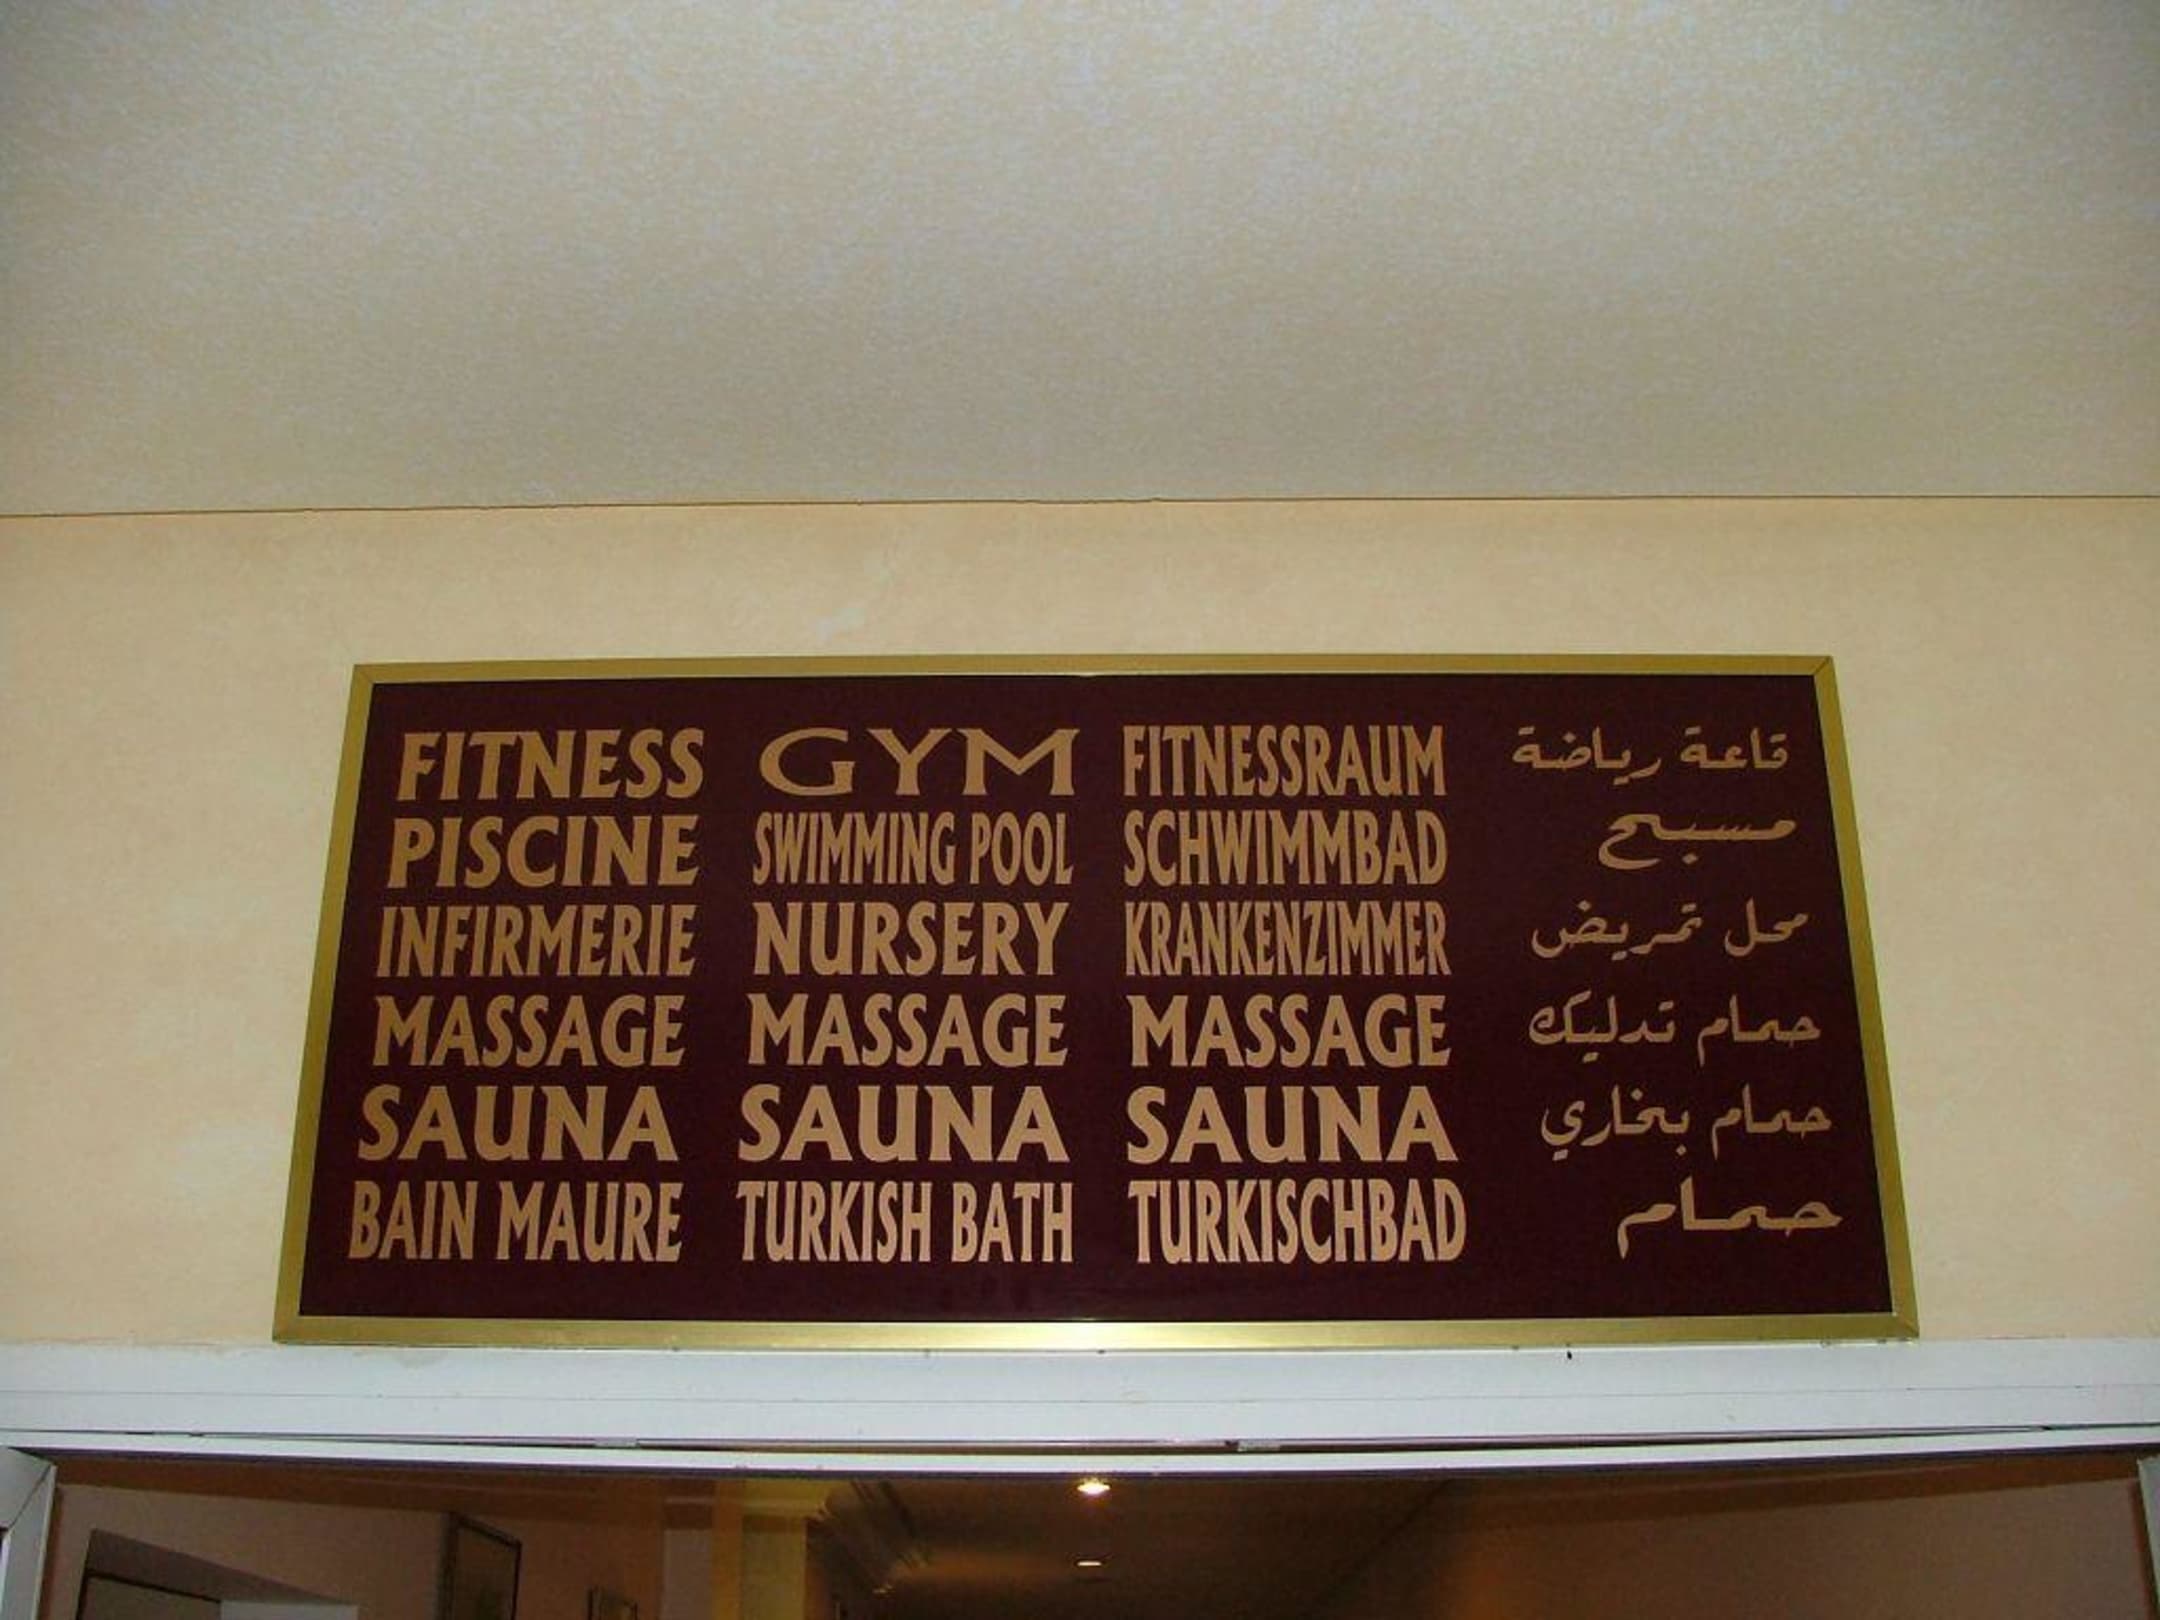 FITNESS GYM FITNESSRAUM قاعة رياضة
PISCINE SWIMMING POOL SCHWIMMBAD مسبح
INFIRMERIE NURSERY KRANKENZIMMER محل تمريض
MASSAGE MASSAGE MASSAGE حمام تدليك
SAUNA SAUNA SAUNA حمام بخاري
BAIN MAURE TURKISH BATH TURKISCHBAD حمام